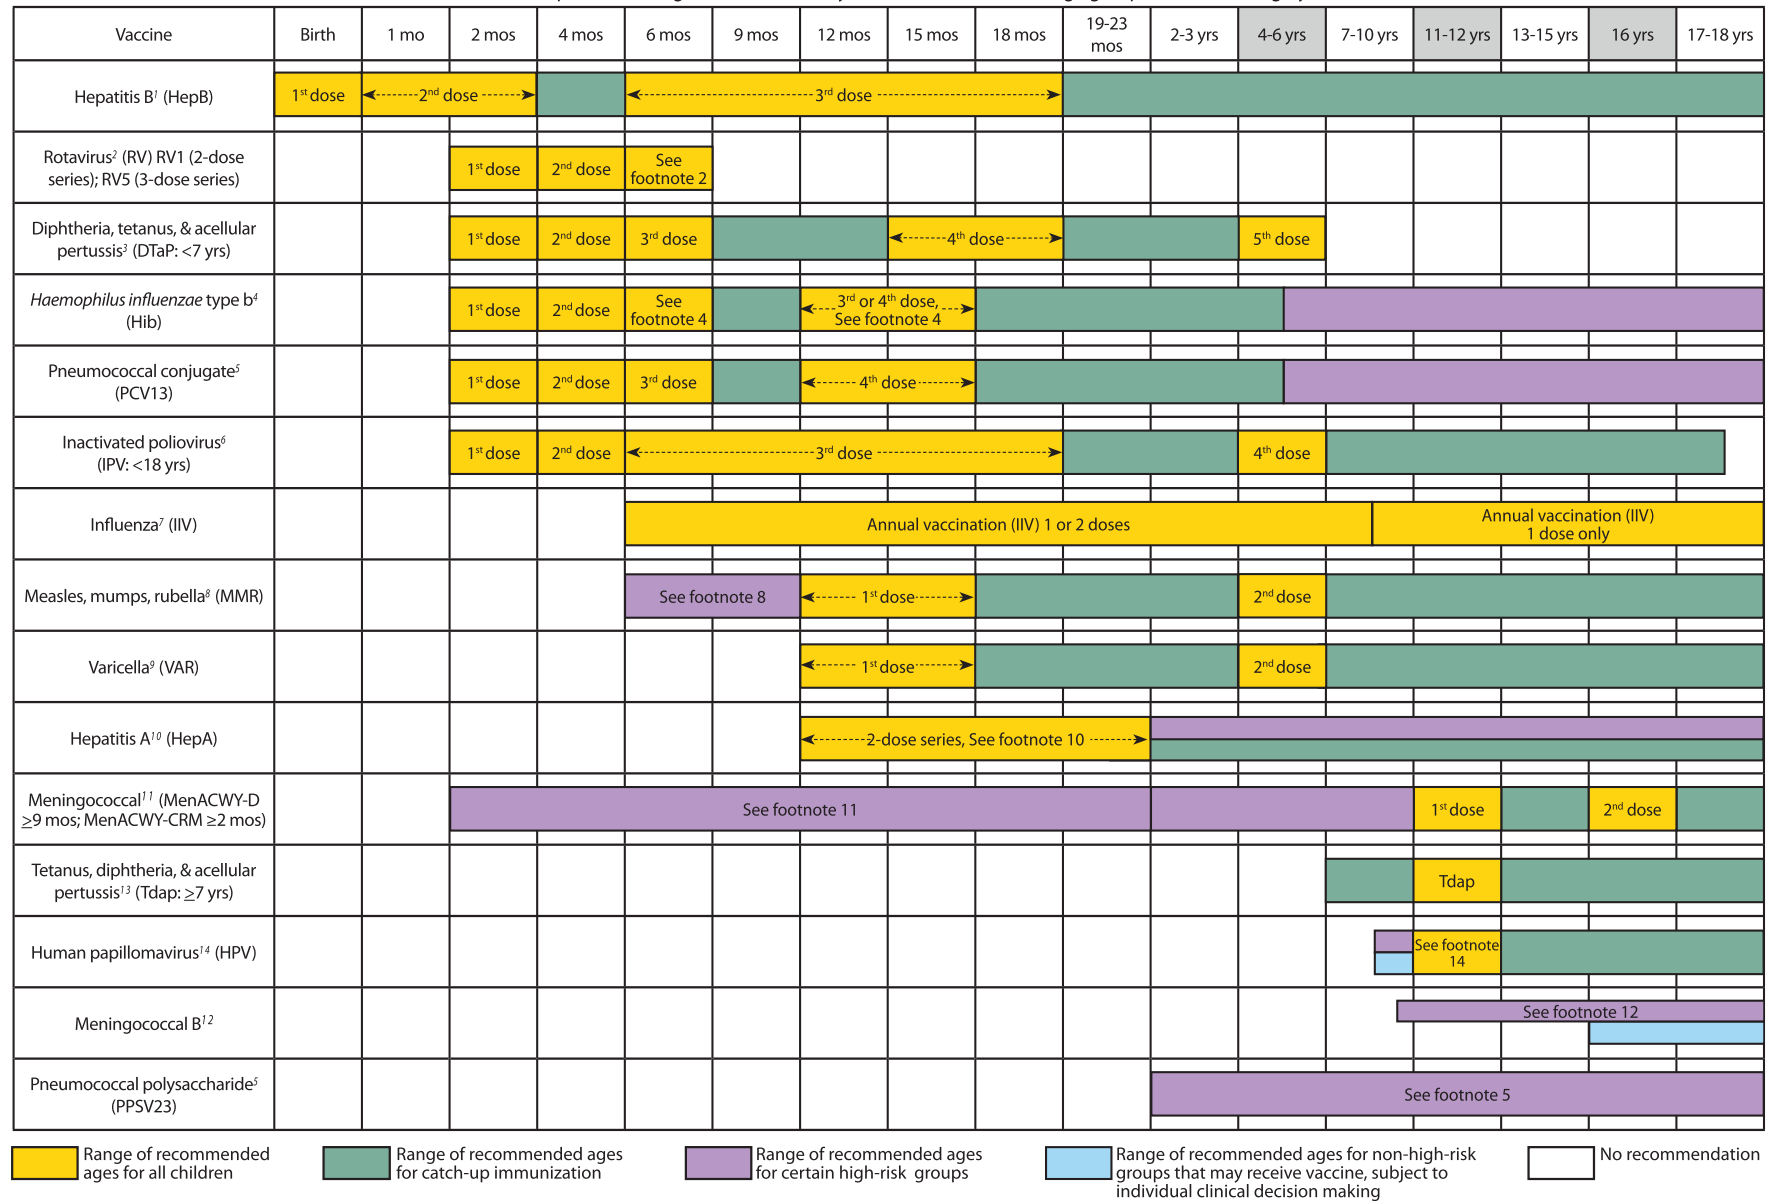 Vaccine Birth 1 mo 2 mos 4 mos 6 mos 9 mos 12 mos 15 mos 18 mos 19-23 mos 2-3 yrs 4-6 yrs 7-10 yrs 11-12 yrs 13-15 yrs 16 yrs 17-18 yrs
Hepatitis B1 (HepB)
1st dose
2nd dose
3rd dose
Rotavirus2 (RV) RV1 (2-dose
series); RV5 (3-dose series)
1st dose
2nd dose
See
footnote 2
Diphtheria, tetanus, & acellular
pertussis3 (DTaP: <7 yrs)
1st dose
2nd dose
3rd dose
4th dose
5th dose
Haemophilus influenzae type b4
(Hib)
1st dose
2nd dose
See
footnote 4
3rd or 4th dose,
See footnote 4
Pneumococcal conjugate5
(PCV13)
1st dose
2nd dose
3rd dose
4th dose
Inactivated poliovirus6
(IPV: <18 yrs)
1st dose
2nd dose
3rd dose
4th dose
Influenza7 (IIV)
Annual vaccination (IIV) 1 or 2 doses
Annual vaccination (IIV)
1 dose only
Measles, mumps, rubella8 (MMR)
See footnote 8
1st dose
2nd dose
Varicella9 (VAR)
1st dose
2nd dose
Hepatitis A10 (HepA)
2-dose series, See footnote 10
Meningococcal11 (MenACWY-D
≥9 mos; MenACWY-CRM ≥2 mos)
See footnote 11
1st dose
2nd dose
Tetanus, diphtheria, & acellular
pertussis13 (Tdap: ≥7 yrs)
Tdap
Human papillomavirus14 (HPV)
See footnote
14
Meningococcal B12
See footnote 12
Pneumococcal polysaccharide5
(PPSV23)
See footnote 5
Range of recommended
ages for all children
Range of recommended ages
for catch-up immunization
Range of recommended ages
for certain high-risk groups
Range of recommended ages for non-high-risk
groups that may receive vaccine, subject to
individual clinical decision making
No recommendation